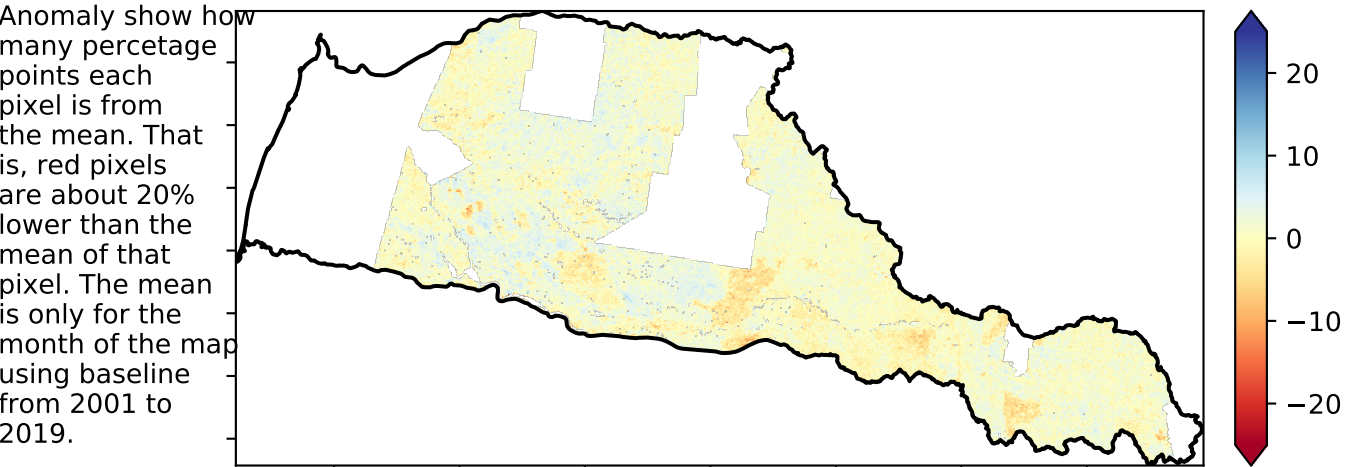 Anomaly show how
many percetage
points each
pixel is from
the mean. That
is, red pixels
are about 20%
lower than the
mean of that
pixel. The mean
is only for the
month of the map
using baseline
from 2001 to
2019.
20
10
0
−10
−20